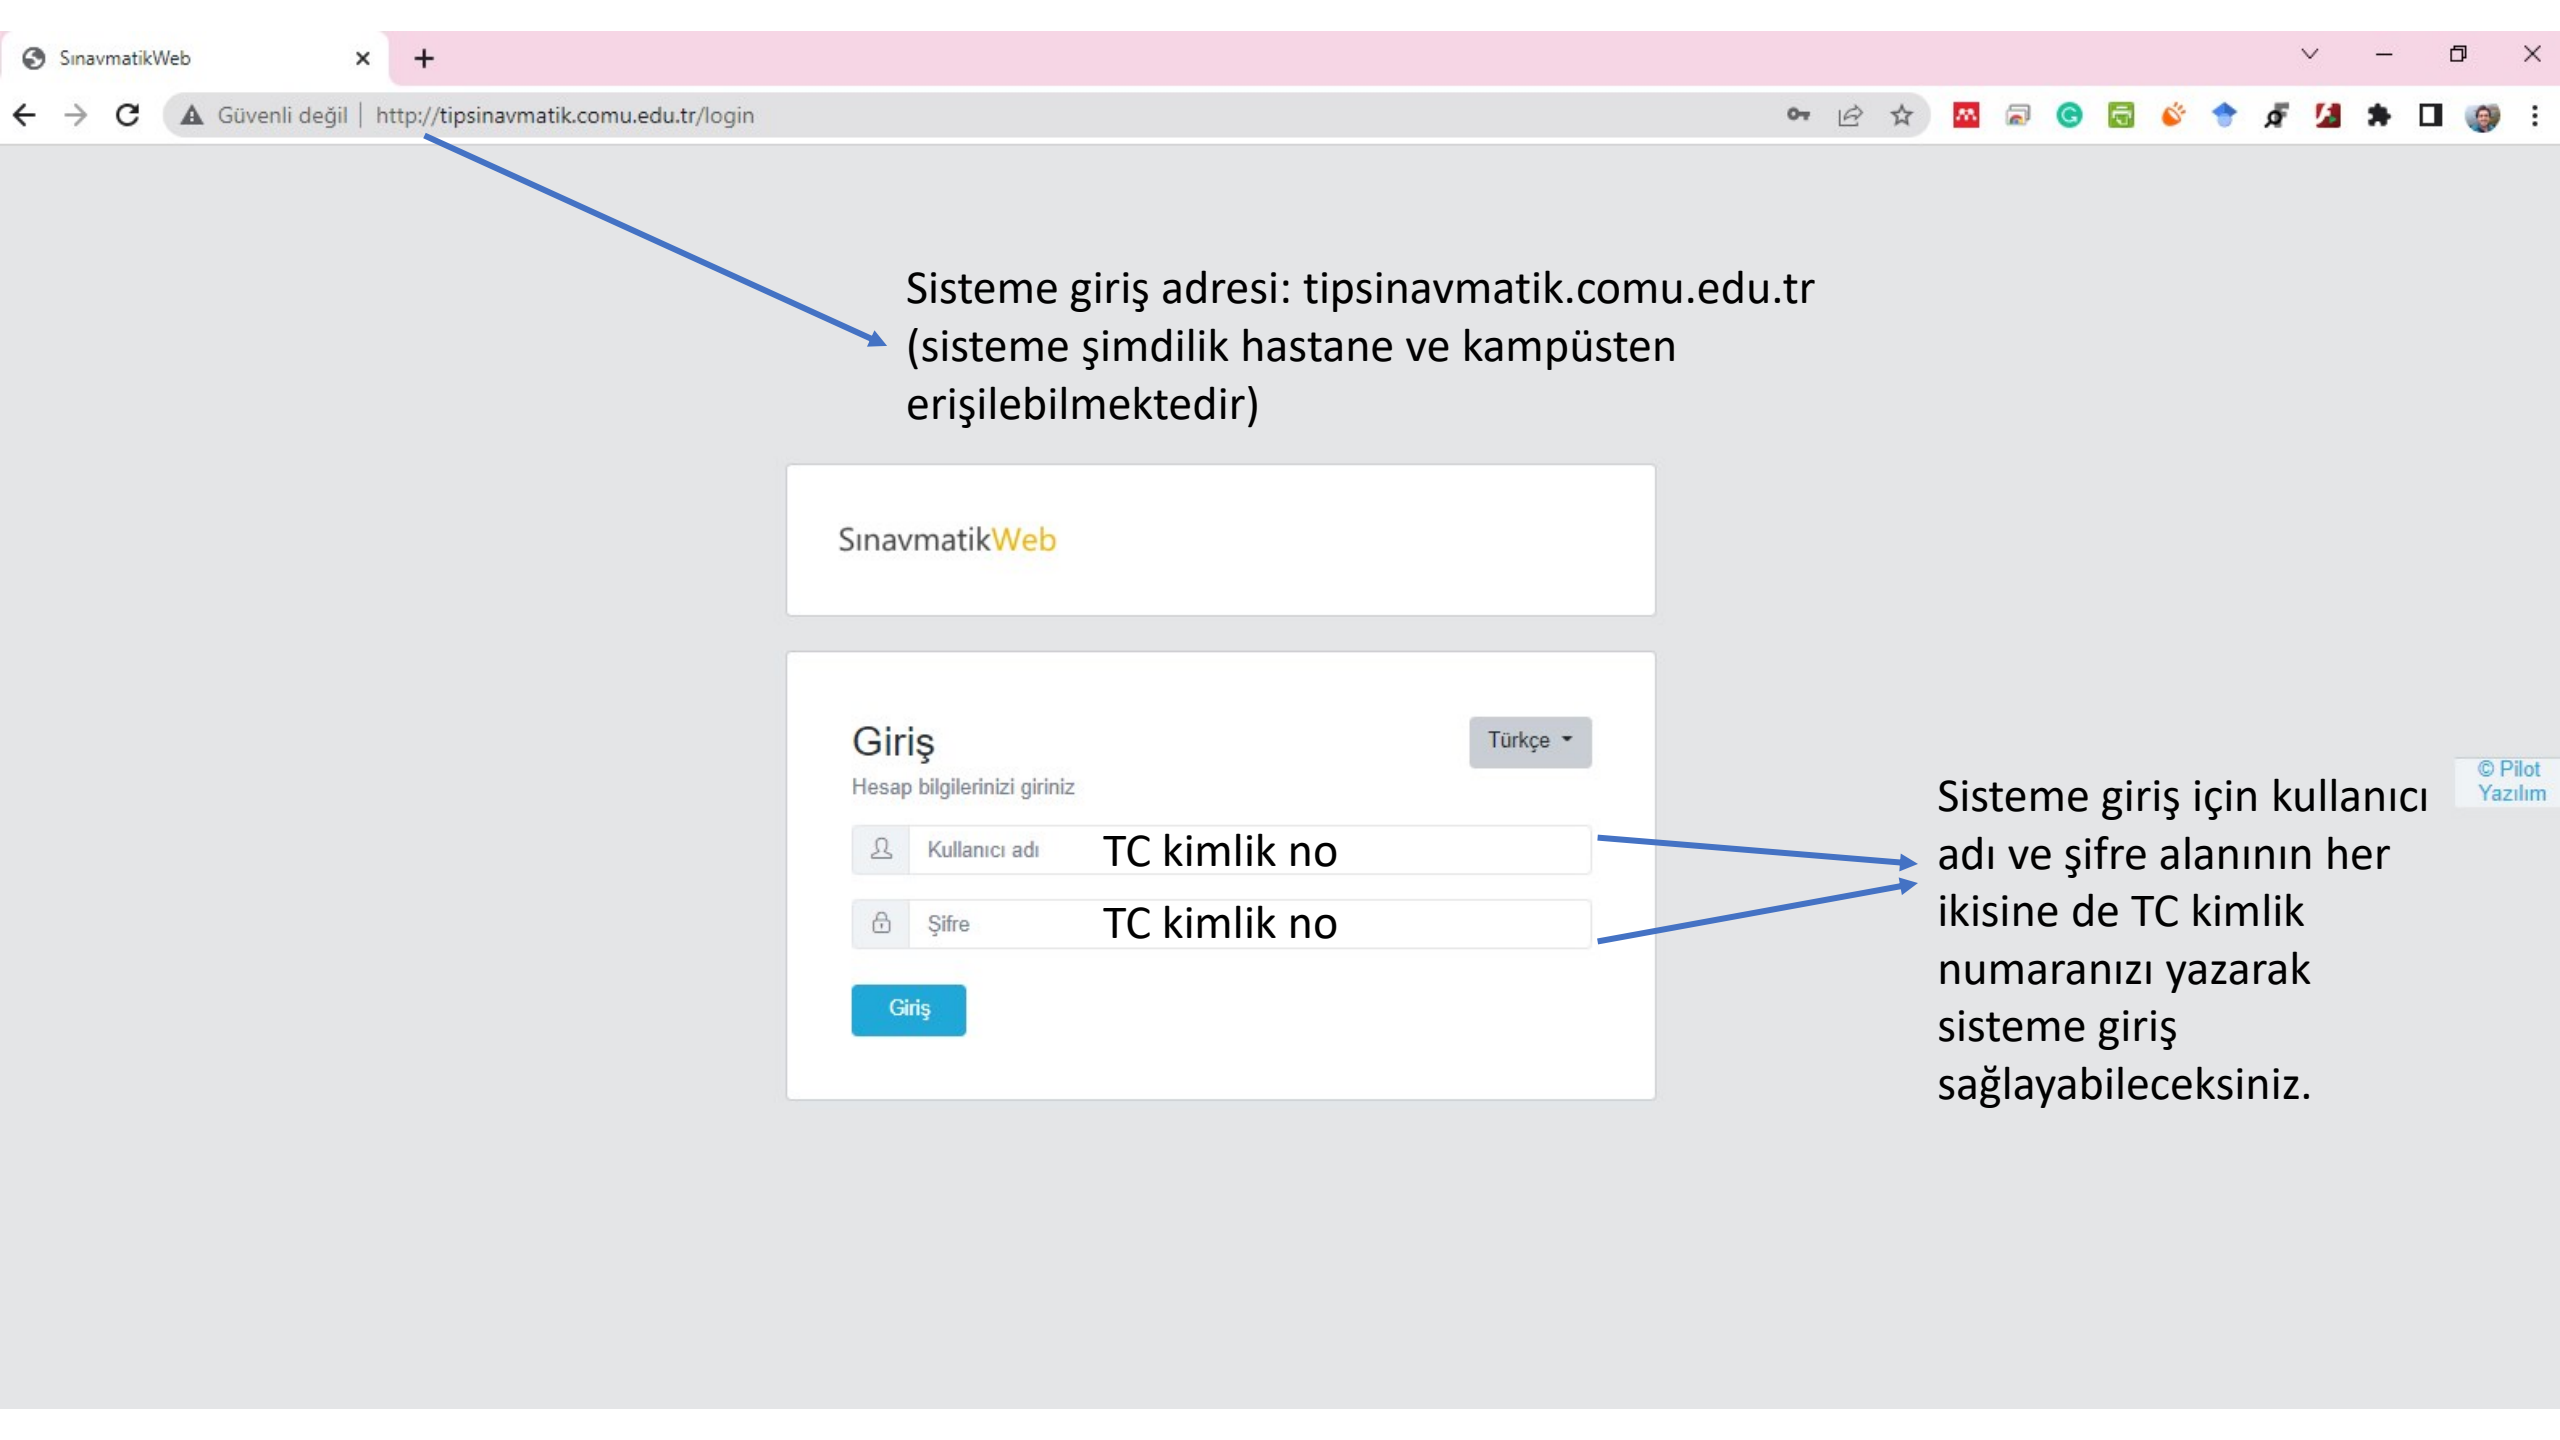 SınavmatikWeb
Güvenli değil | http://tipsinavmatik.comu.edu.tr/login
Sisteme giriş adresi: tipsinavmatik.comu.edu.tr
(sisteme şimdilik hastane ve kampüsten
erişilebilmektedir)
SınavmatikWeb
Giriş
Türkçe
Hesap bilgilerinizi giriniz
Kullanıcı adı TC kimlik no
Şifre TC kimlik no
Giriş
Sisteme giriş için kullanıcı
adı ve şifre alanının her
ikisine de TC kimlik
numaranızı yazarak
sisteme giriş
sağlayabileceksiniz.
© Pilot
Yazılım